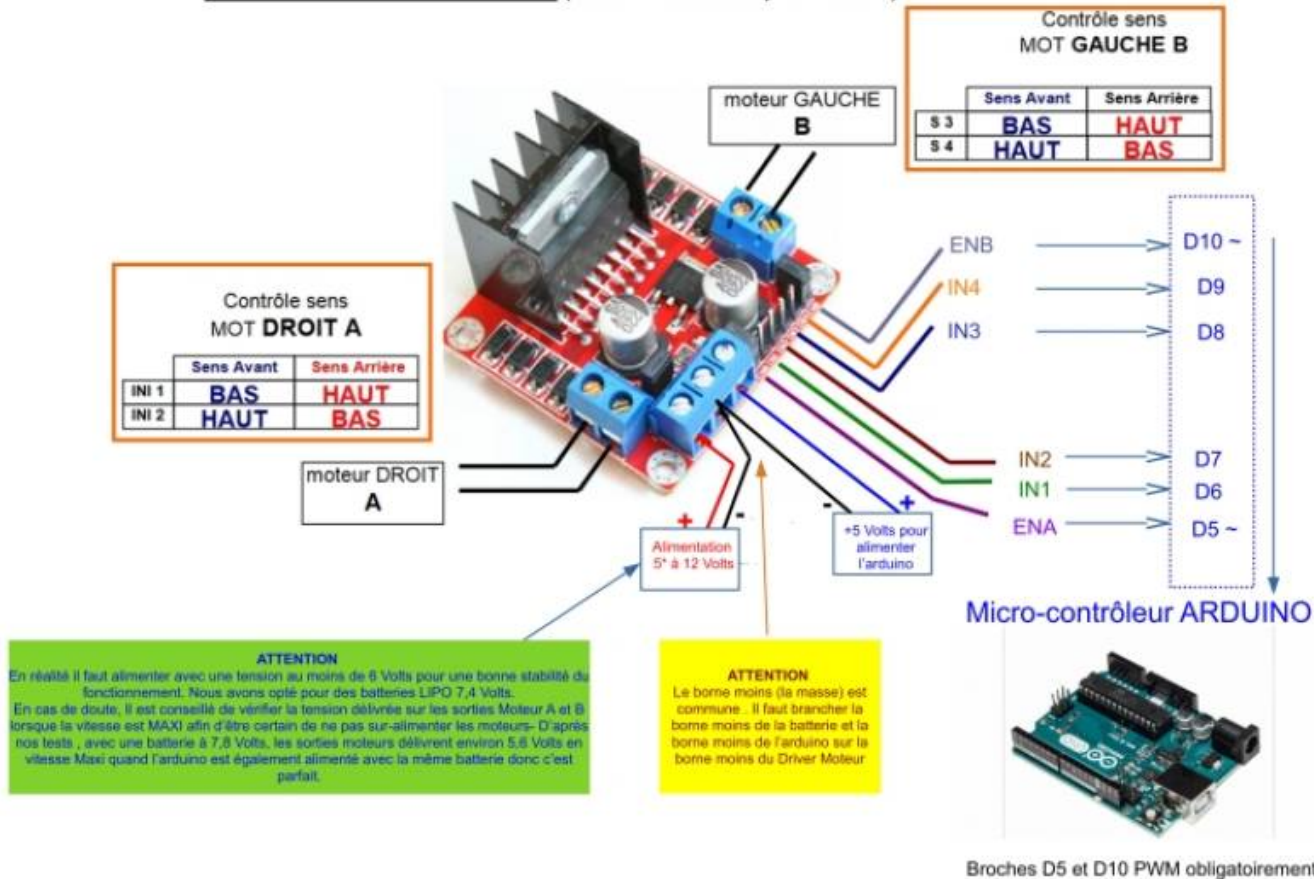 Contrôle sens
MOT GAUCHE B
Sens Avant Sens Arrière
S 3 BAS HAUT
S 4 HAUT BAS
moteur GAUCHE
B
Contrôle sens
MOT DROIT A
Sens Avant Sens Arrière
INI 1 BAS HAUT
INI 2 HAUT BAS
moteur DROIT
A
ENB D10 ~
IN4 D9
IN3 D8
IN2 D7
IN1 D6
ENA D5 ~
+ -
Alimentation
5* à 12 Volts
- +
+5 Volts pour
alimenter
l'arduino
Micro-contrôleur ARDUINO
ATTENTION
En réalité il faut alimenter avec une tension au moins de 6 Volts pour une bonne stabilité du
fonctionnement. Nous avons opté pour des batteries LIPO 7,4 Volts.
En cas de doute, il est conseillé de vérifier la tension délivrée sur les sorties Moteur A et B
lorsque la vitesse est MAXI afin d'être certain de ne pas sur-alimenter les moteurs- D'après
nos tests , avec une batterie à 7,8 Volts, les sorties moteurs délivrent environ 5,6 Volts en
vitesse Maxi quand l'arduino est également alimenté avec la même batterie donc c'est
parfait.
ATTENTION
Le borne moins (la masse) est
commune . Il faut brancher la
borne moins de la batterie et la
borne moins de l'arduino sur la
borne moins du Driver Moteur
Broches D5 et D10 PWM obligatoirement